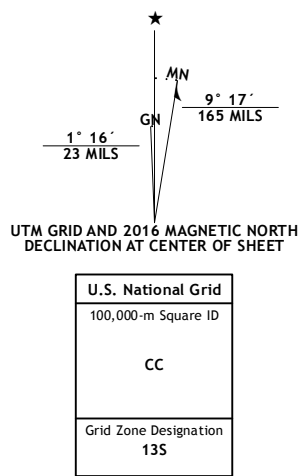 ★
MN
GN
9° 17´
165 MILS
1° 16´
23 MILS
UTM GRID AND 2016 MAGNETIC NORTH
DECLINATION AT CENTER OF SHEET
U.S. National Grid
100,000-m Square ID
CC
Grid Zone Designation
13S